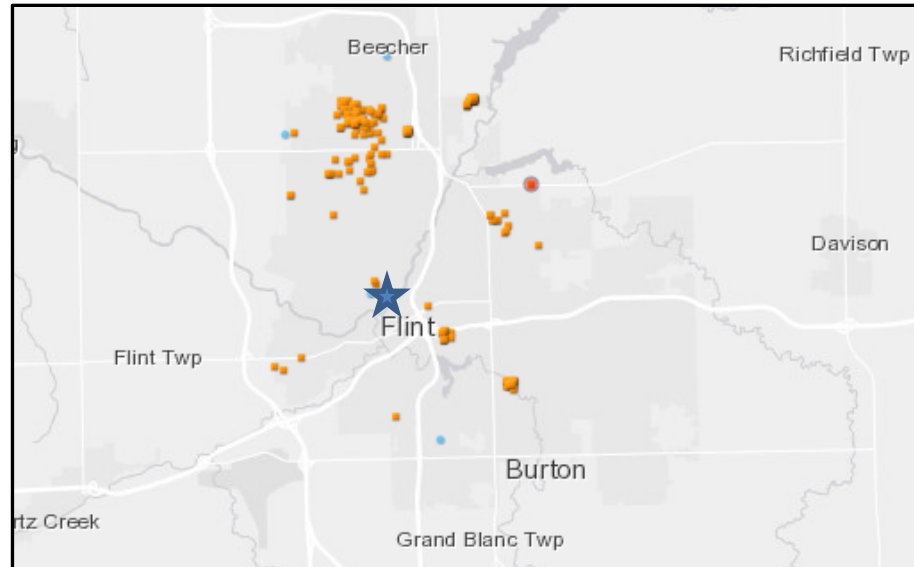 Beecher
Richfield Twp
Davison
Flint
Flint Twp
Burton
rtz Creek
Grand Blanc Twp